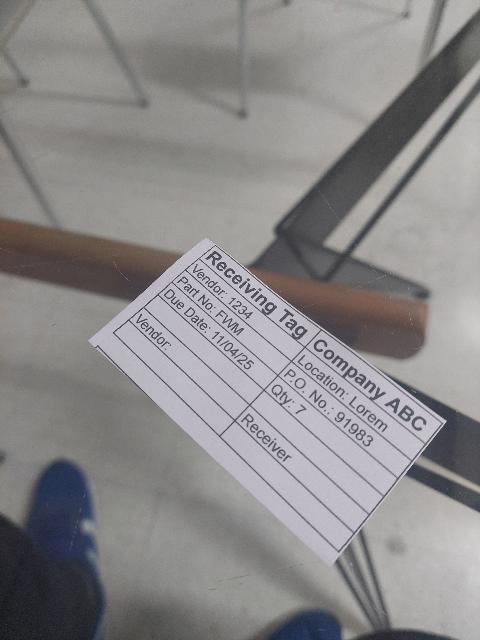 Receiving Tag Company ABC
Vendor: 1234 Location: Lorem
Part No: FWM P.O. No.: 91983
Due Date: 11/04/25 Qty: 7
Vendor: Receiver